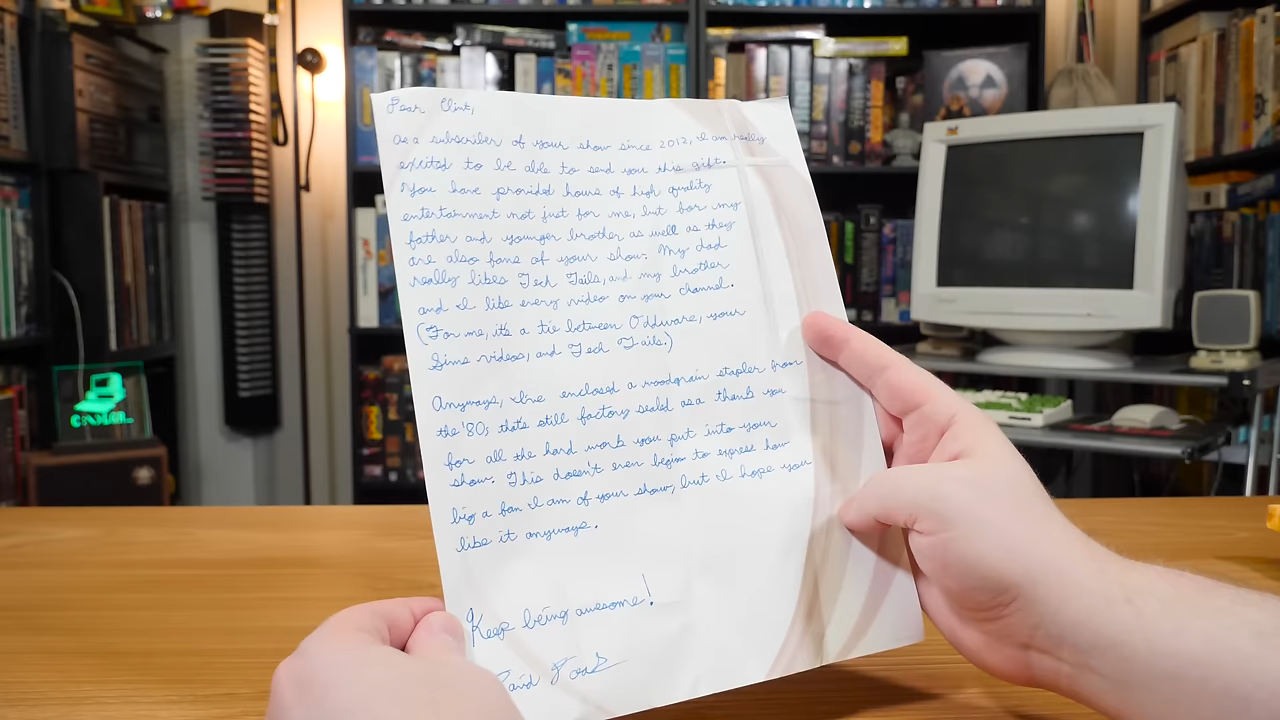 Dear Clint,
As a subscriber of your show since 2012, I am really
excited to be able to send you this gift.
You have provided hours of high quality
entertainment not just for me, but for my
father and younger brother as well as they
are also fans of your show. My dad
really likes Tech Tails, and my brother
and I like every video on your channel.
(For me, it's a tie between Oddware, your
Sims videos, and Tech Tails.)
Anyways, I've enclosed a woodgrain stapler from
the '80s that's still factory sealed as a thank you
for all the hard work you put into your
show. This doesn't even begin to express how
big a fan I am of your show, but I hope you
like it anyways.
Keep being awesome!
David